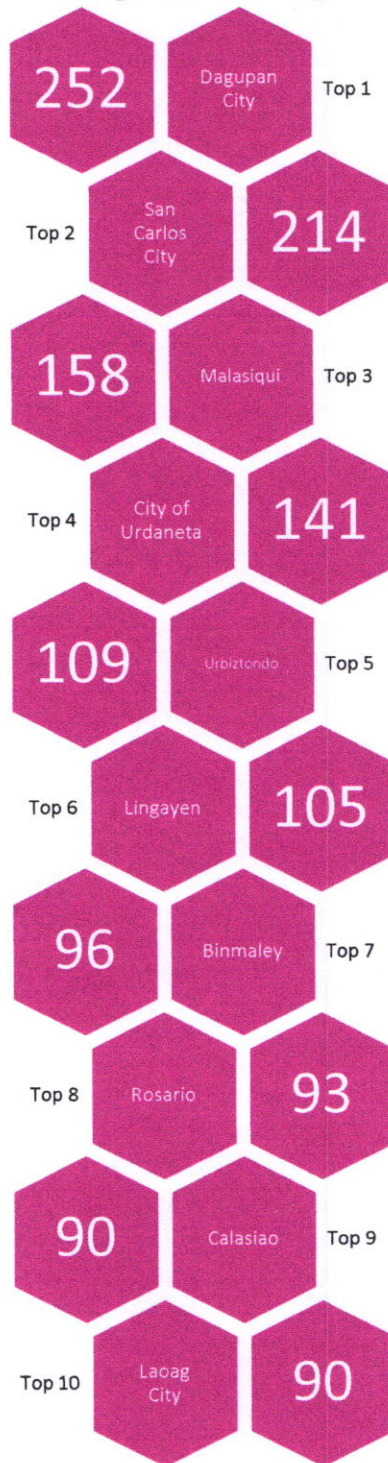 252
Dagupan
City
Top 1
Top 2
San
Carlos
City
214
158
Malasiqui
Top 3
Top 4
City of
Urdaneta
141
109
Urbiztondo
Top 5
Top 6
Lingayen
105
96
Binmaley
Top 7
Top 8
Rosario
93
90
Calasiao
Top 9
Top 10
Laoag
City
90